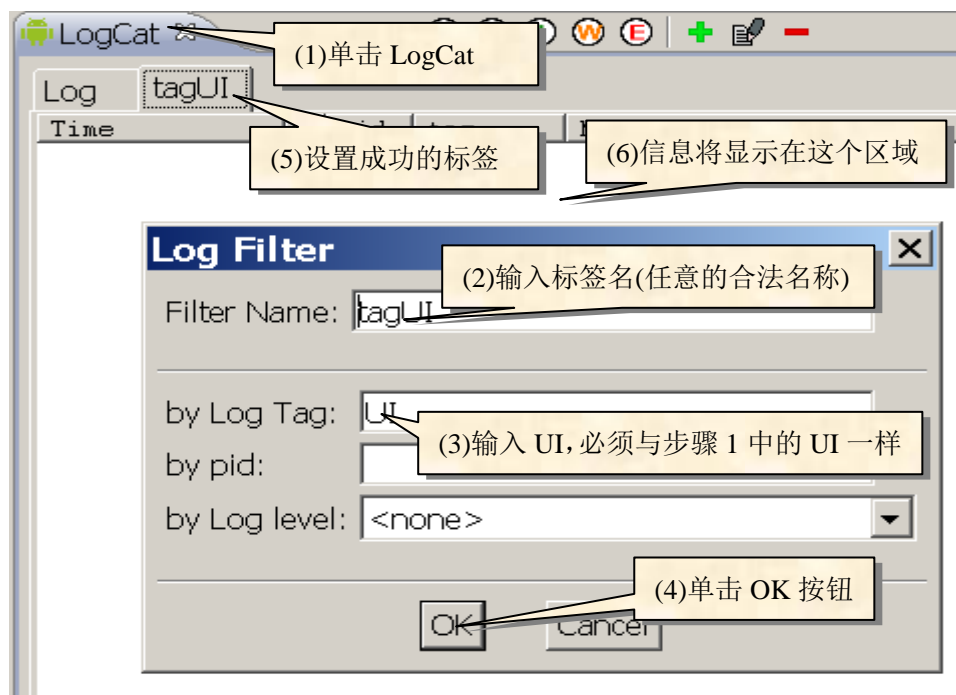 LogCat
W E
(1)单击 LogCat
Log tagUI
Time
(5)设置成功的标签
(6)信息将显示在这个区域
Log Filter
(2)输入标签名(任意的合法名称)
Filter Name: tagUI
by Log Tag: UI
(3)输入 UI,必须与步骤 1 中的 UI 一样
by pid:
by Log level: <none>
(4)单击 OK 按钮
OK Cancel